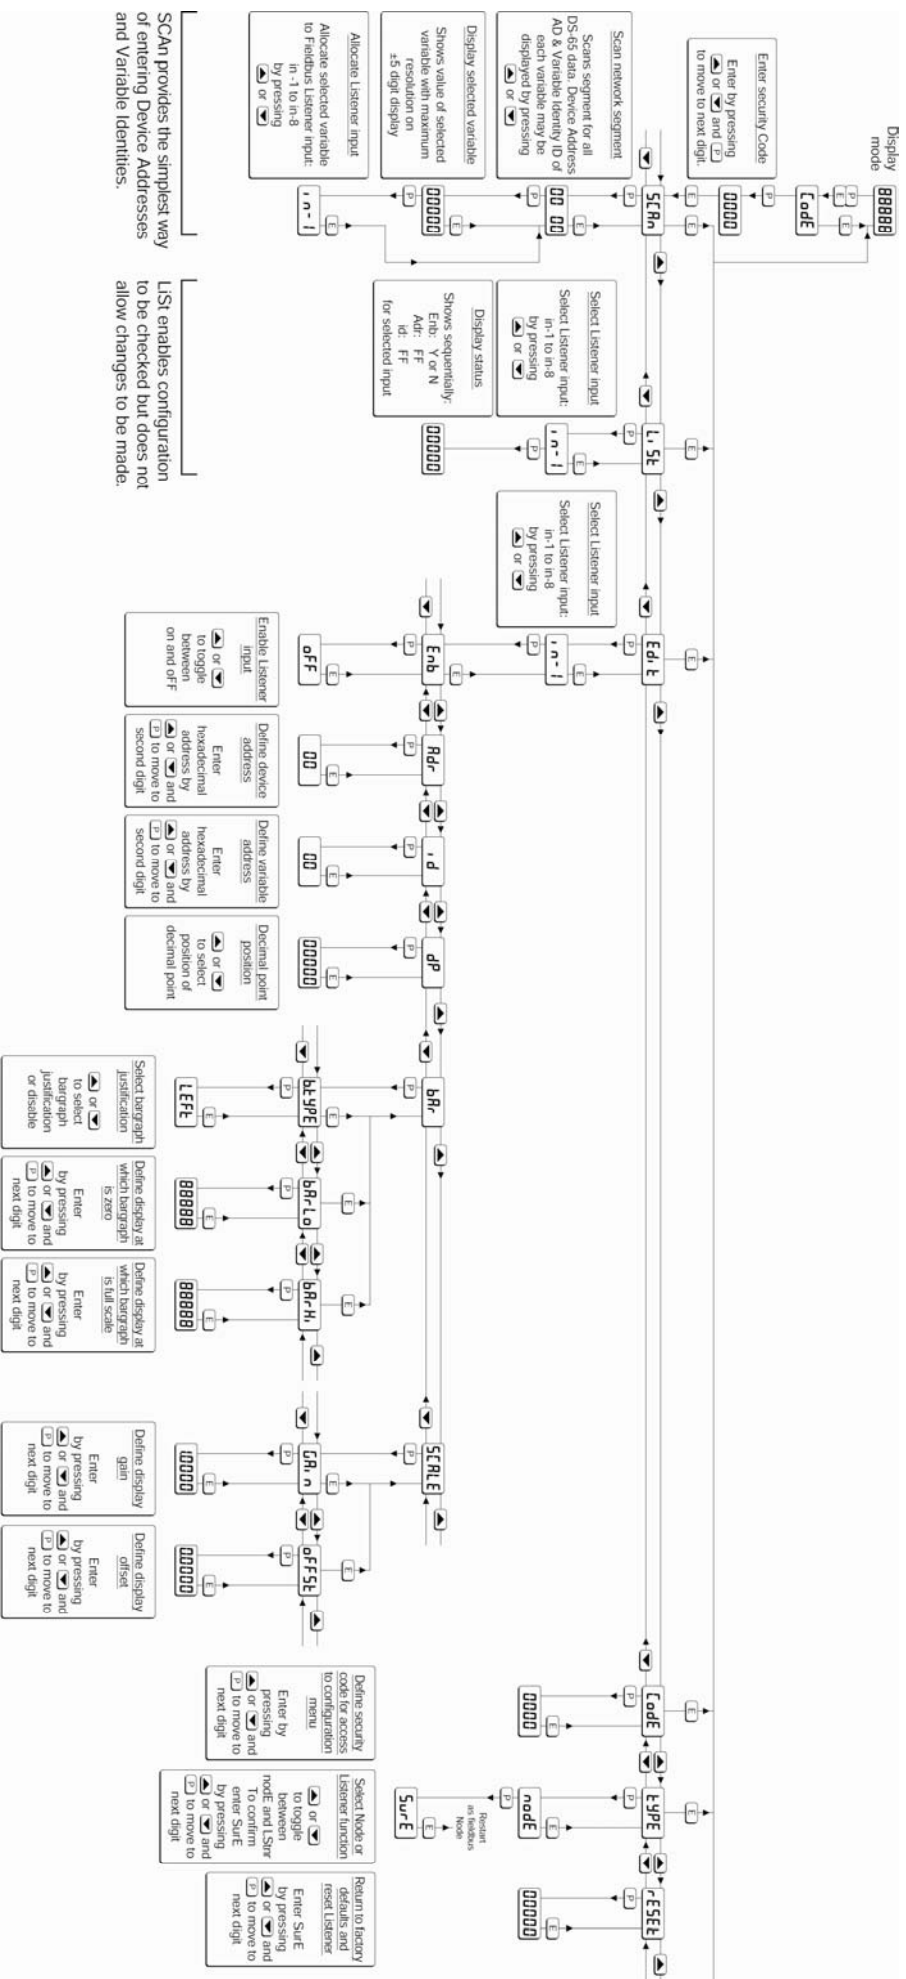 Display
mode
88888
P
P
E
CodE
P
E
0000
E
E
SCAn
P
E
00 00
P
E
00000
P
E
in-1
E
Enter security Code
Enter by pressing
▲ or ▼ and P
to move to next digit.
Scan network segment
Scans segment for all
DS-65 data. Device Address
AD & Variable Identity ID of
each variable may be
displayed by pressing
▲ or ▼
Display selected variable
Shows value of selected
variable with maximum
resolution on
±5 digit display
Allocate Listener input
Allocate selected variable
to Fieldbus Listener input:
in -1 to in-8
by pressing
▲ or ▼
SCAn provides the simplest way
of entering Device Addresses
and Variable Identities.
E
LiSt
P
E
in-1
P
00000
Select Listener input
Select Listener input:
in-1 to in-8
by pressing
▲ or ▼
Display status
Shows sequentially:
Enb: Y or N
Adr: FF
id: FF
for selected input
LiSt enables configuration
to be checked but does not
allow changes to be made.
E
Edit
P
E
in-1
P
E
Select Listener input
Select Listener input:
in-1 to in-8
by pressing
▲ or ▼
Enb
P
E
oFF
Enable Listener
input
▲ or ▼
to toggle
between
on and oFF
Adr
P
E
00
Define device
address
Enter
hexadecimal
address by
▲ or ▼ and
P to move to
second digit
id
P
E
00
Define variable
address
Enter
hexadecimal
address by
▲ or ▼ and
P to move to
second digit
dP
P
E
00000
Decimal point
position
▲ or ▼
to select
position of
decimal point
bAr
P
btYPE
P
E
E
LEFt
Select bargraph
justification
▲ or ▼
to select
bargraph
justification
or disable
E
bArLo
P
E
88888
Define display at
which bargraph
is zero
Enter
by pressing
▲ or ▼ and
P to move to
next digit
E
bArHi
P
E
88888
Define display at
which bargraph
is full scale
Enter
by pressing
▲ or ▼ and
P to move to
next digit
SCALE
P
GAin
P
E
E
1.0000
Define display
gain
Enter
by pressing
▲ or ▼ and
P to move to
next digit
E
oFFSt
P
E
0.0000
Define display
offset
Enter
by pressing
▲ or ▼ and
P to move to
next digit
E
CodE
P
E
0000
Define security
code for access
to configuration
menu
Enter by
pressing
▲ or ▼ and
P to move to
next digit
E
tYPE
P
E
nodE
P
Restart
as fieldbus
Node
SurE
E
Select Node or
Listener function
▲ or ▼
to toggle
between
nodE and LStnr
To confirm
enter SurE
by pressing
▲ or ▼ and
P to move to
next digit
rESEt
P
E
00000
Return to factory
defaults and
reset Listener
Enter SurE
by pressing
▲ or ▼ and
P to move to
next digit